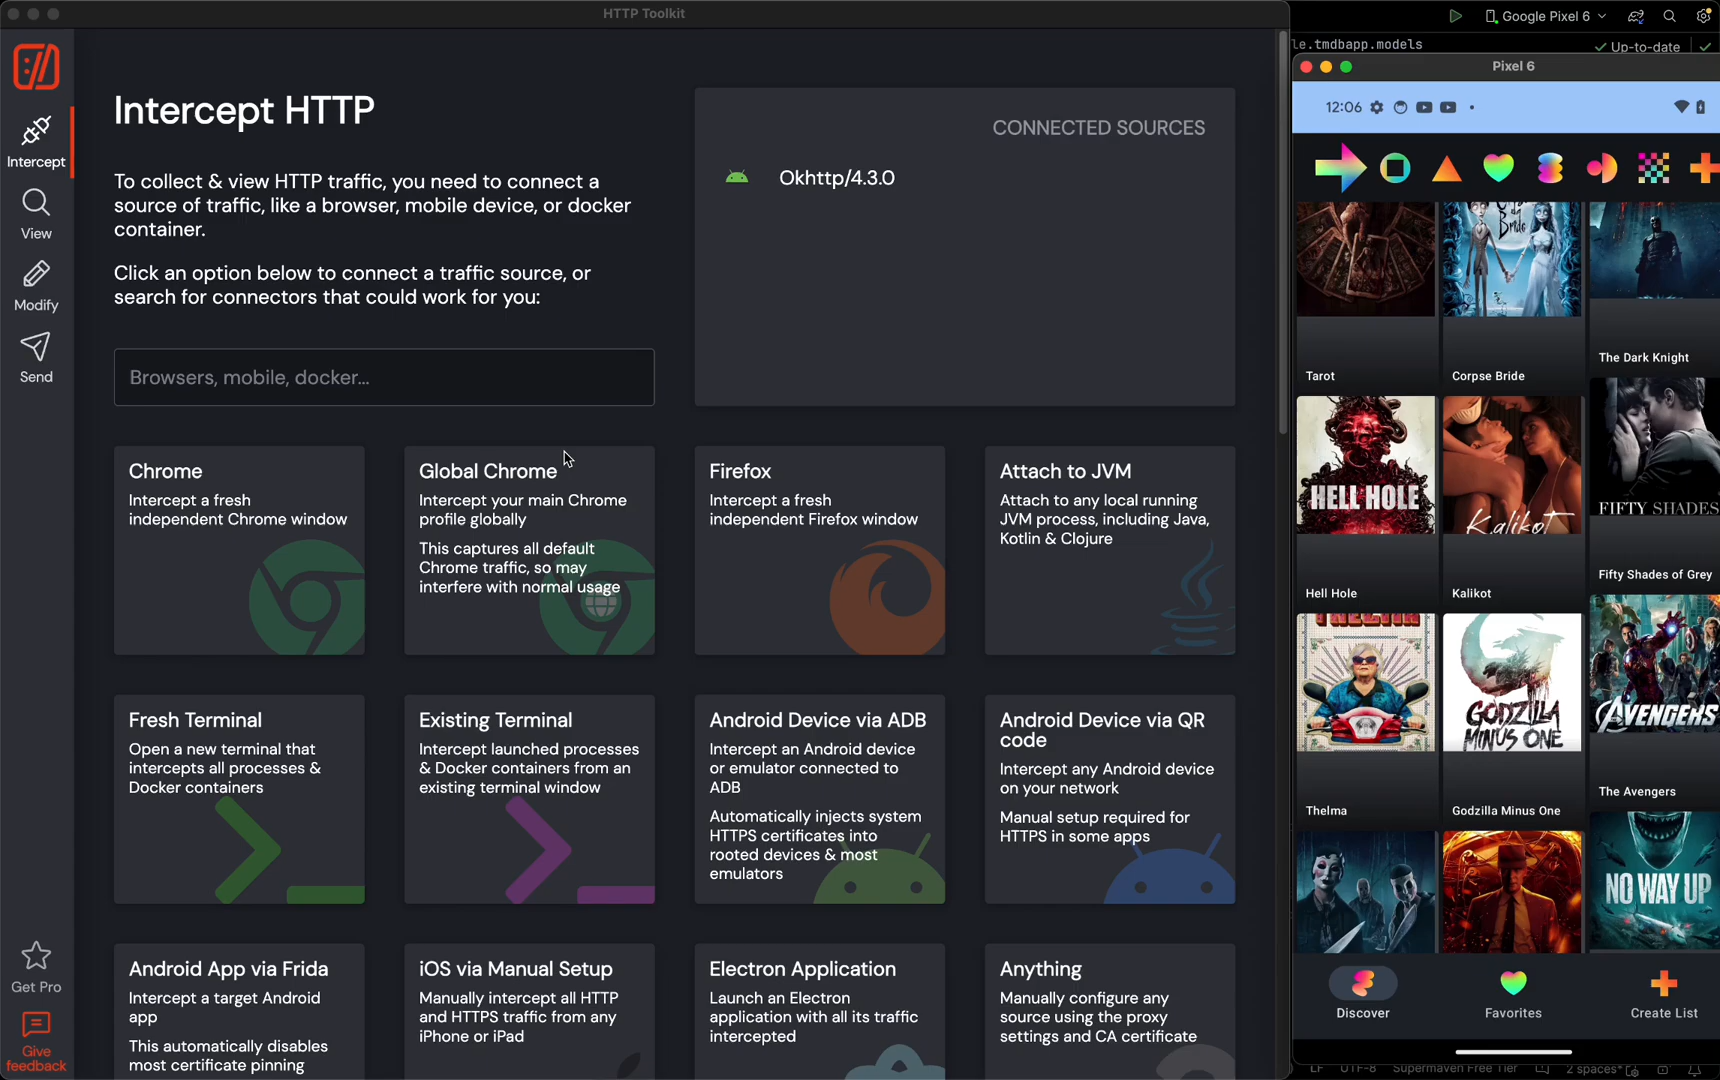 HTTP Toolkit
Intercept
View
Modify
Send
Get Pro
Give
feedback
Intercept HTTP
To collect & view HTTP traffic, you need to connect a
source of traffic, like a browser, mobile device, or docker
container.
Click an option below to connect a traffic source, or
search for connectors that could work for you:
Browsers, mobile, docker...
CONNECTED SOURCES
Okhttp/4.3.0
Chrome
Intercept a fresh
independent Chrome window
Global Chrome
Intercept your main Chrome
profile globally
This captures all default
Chrome traffic, so may
interfere with normal usage
Firefox
Intercept a fresh
independent Firefox window
Attach to JVM
Attach to any local running
JVM process, including Java,
Kotlin & Clojure
Fresh Terminal
Open a new terminal that
intercepts all processes &
Docker containers
Existing Terminal
Intercept launched processes
& Docker containers from an
existing terminal window
Android Device via ADB
Intercept an Android device
or emulator connected to
ADB
Automatically injects system
HTTPS certificates into
rooted devices & most
emulators
Android Device via QR
code
Intercept any Android device
on your network
Manual setup required for
HTTPS in some apps
Android App via Frida
Intercept a target Android
app
This automatically disables
most certificate pinning
iOS via Manual Setup
Manually intercept all HTTP
and HTTPS traffic from any
iPhone or iPad
Electron Application
Launch an Electron
application with all its traffic
intercepted
Anything
Manually configure any
source using the proxy
settings and CA certificate
Google Pixel 6
le.tmdbapp.models
Up-to-date
Pixel 6
12:06
Bride
Tarot
Corpse Bride
The Dark Knight
HELL HOLE
Kalikot
FIFTY SHADES
Hell Hole
Kalikot
Fifty Shades of Grey
THELMA
GODZILLA
MINUS ONE
AVENGERS
Thelma
Godzilla Minus One
The Avengers
NO WAY UP
Discover
Favorites
Create List
LF
UTF-8
Supermaven Free Tier
2 spaces*